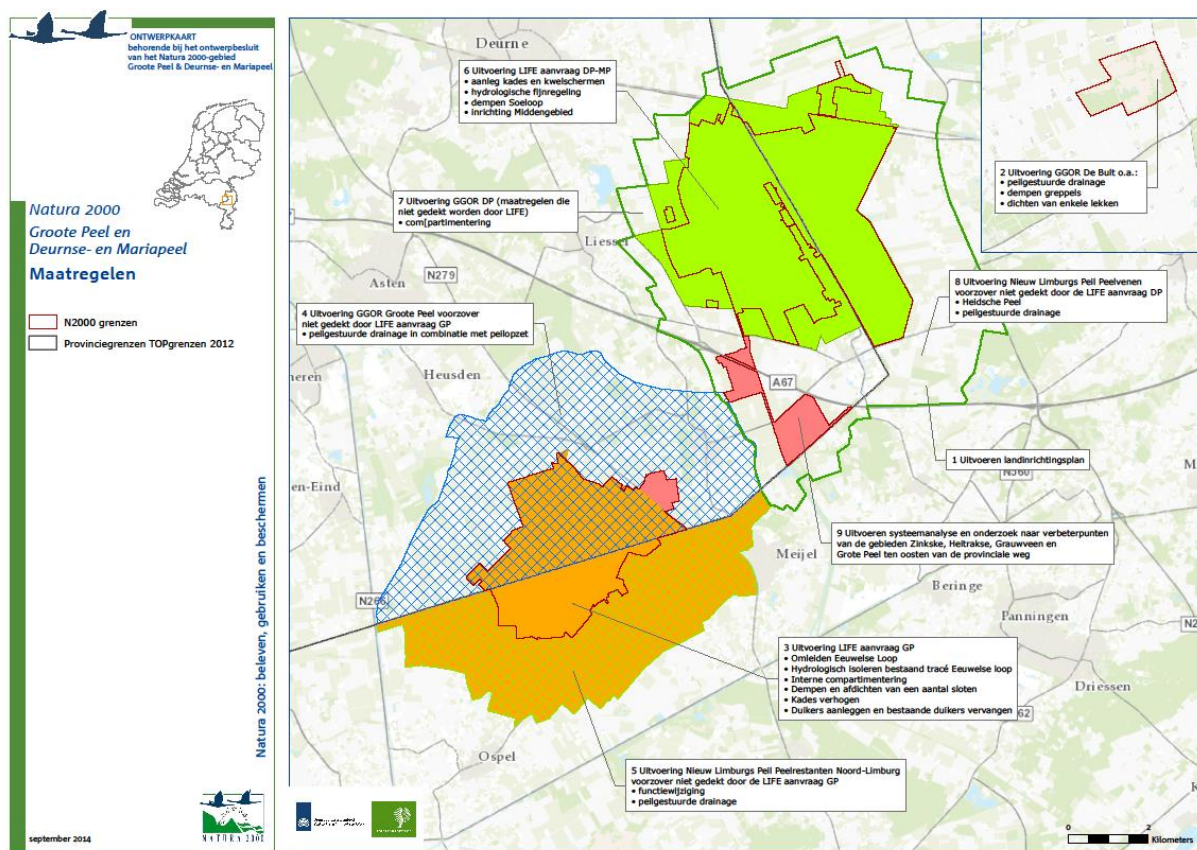 ONTWERPKAART
behorende bij het ontwerpbesluit
van het Natura 2000-gebied
Groote Peel & Deurnse- en Mariapeel
Natura 2000
Groote Peel en
Deurnse- en Mariapeel
Maatregelen
N2000 grenzen
Provinciegrenzen TOPgrenzen 2012
Natura 2000: beleven, gebruiken en beschermen
NATURA 2000
september 2014
Deurne
6 Uitvoering LIFE aanvraag DP-MP
• aanleg kades en kwelschermen
• hydrologische fijnregeling
• dempen Soeloop
• inrichting Middengebied
2 Uitvoering GGOR De Bult o.a.:
• peilgestuurde drainage
• dempen greppels
• dichten van enkele lekken
7 Uitvoering GGOR DP (maatregelen die
niet gedekt worden door LIFE)
• com[partimentering
Liessel
N279
Asten
8 Uitvoering Nieuw Limburgs Peil Peelvenen
voorzover niet gedekt door de LIFE aanvraag DP
• Heidsche Peel
• peilgestuurde drainage
4 Uitvoering GGOR Groote Peel voorzover
niet gedekt door LIFE aanvraag GP
• peilgestuurde drainage in combinatie met peilopzet
meren
Heusden
A67
1 Uitvoeren landinrichtingsplan
N560
en-Eind
9 Uitvoeren systeemanalyse en onderzoek naar verbeterpunten
van de gebieden Zinkske, Heitrakse, Grauwveen en
Grote Peel ten oosten van de provinciale weg
Meijel
Beringe
N266
Panningen
N2
3 Uitvoering LIFE aanvraag GP
• Omleiden Eeuwelse Loop
• Hydrologisch isoleren bestaand tracé Eeuwelse loop
• Interne compartimentering
• Dempen en afdichten van een aantal sloten
• Kades verhogen
• Duikers aanleggen en bestaande duikers vervangen
Driessen
62
Ospel
5 Uitvoering Nieuw Limburgs Peil Peelrestanten Noord-Limburg
voorzover niet gedekt door de LIFE aanvraag GP
• functiewijziging
• peilgestuurde drainage
0 2
Kilometers